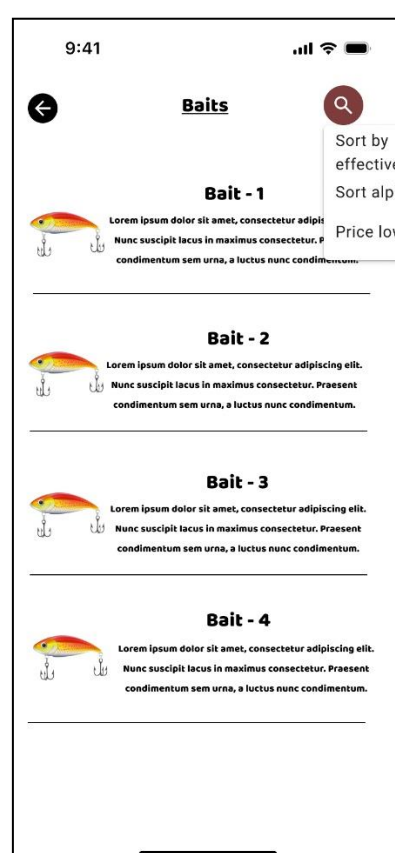 9:41
Baits
Sort by
effective
Sort alp
Price low
Bait - 1
Lorem ipsum dolor sit amet, consectetur adipis
Nunc suscipit lacus in maximus consectetur. P
condimentum sem urna, a luctus nunc condimentum.
Bait - 2
Lorem ipsum dolor sit amet, consectetur adipiscing elit.
Nunc suscipit lacus in maximus consectetur. Praesent
condimentum sem urna, a luctus nunc condimentum.
Bait - 3
Lorem ipsum dolor sit amet, consectetur adipiscing elit.
Nunc suscipit lacus in maximus consectetur. Praesent
condimentum sem urna, a luctus nunc condimentum.
Bait - 4
Lorem ipsum dolor sit amet, consectetur adipiscing elit.
Nunc suscipit lacus in maximus consectetur. Praesent
condimentum sem urna, a luctus nunc condimentum.